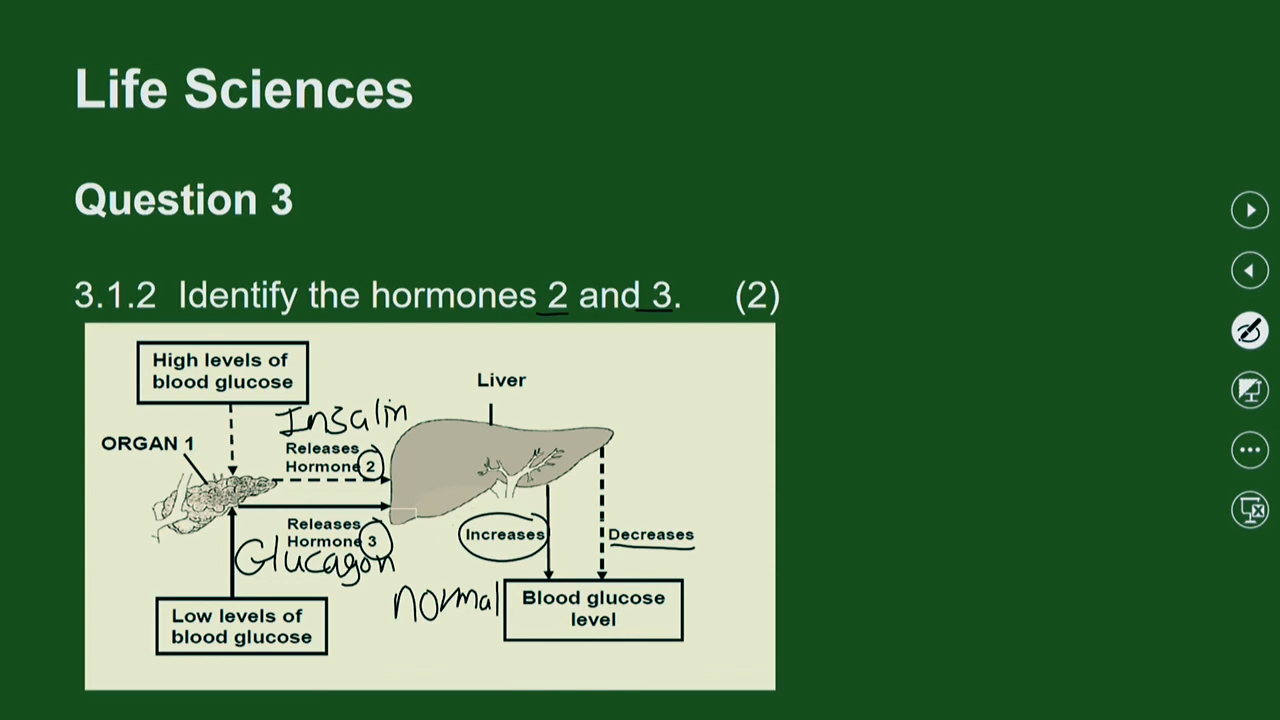 Life Sciences
Question 3
3.1.2 Identify the hormones 2 and 3. (2)
High levels of
blood glucose
Liver
Insulin
ORGAN 1
Releases
Hormone 2
Releases
Hormone 3
Glucagon
Increases
Decreases
normal
Blood glucose
level
Low levels of
blood glucose